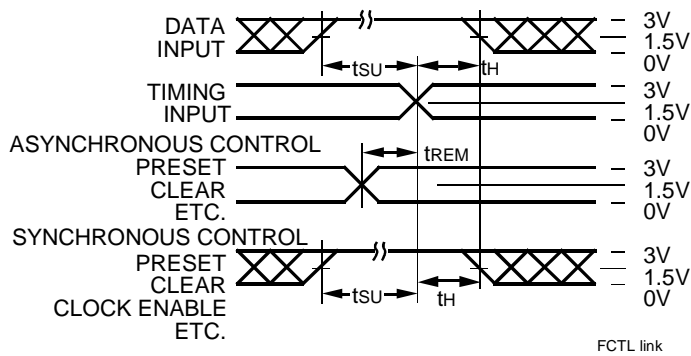 DATA
INPUT
3V
1.5V
0V
tSU
tH
TIMING
INPUT
3V
1.5V
0V
ASYNCHRONOUS CONTROL
PRESET
CLEAR
ETC.
tREM
3V
1.5V
0V
SYNCHRONOUS CONTROL
PRESET
CLEAR
CLOCK ENABLE
ETC.
tSU
tH
3V
1.5V
0V
FCTL link